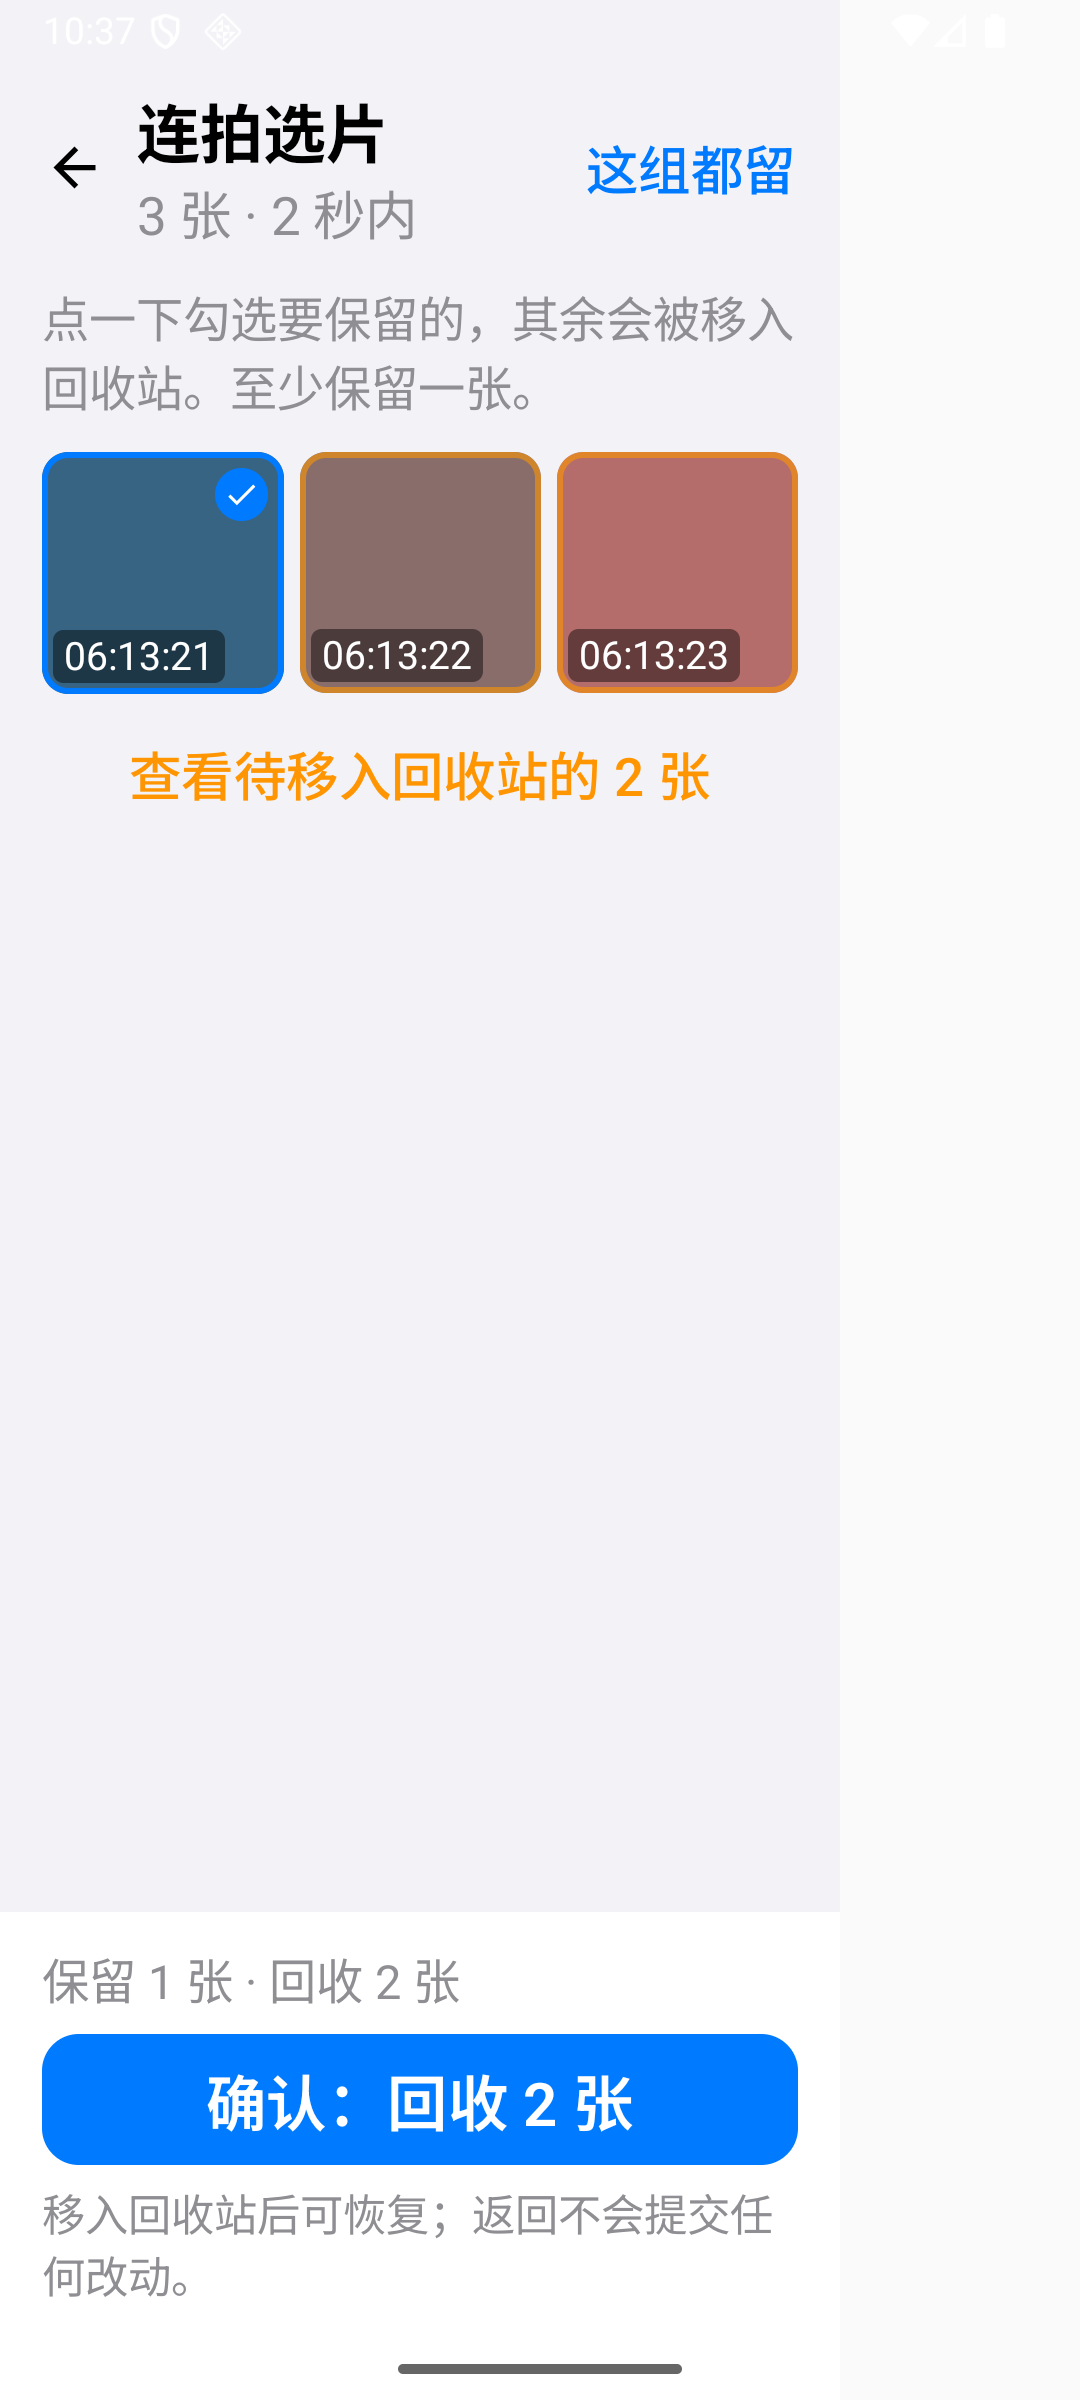 10:37
连拍选片
3 张 · 2 秒内
这组都留
点一下勾选要保留的，其余会被移入
回收站。至少保留一张。
06:13:21
06:13:22
06:13:23
查看待移入回收站的 2 张
保留 1 张 · 回收 2 张
确认：回收 2 张
移入回收站后可恢复；返回不会提交任
何改动。